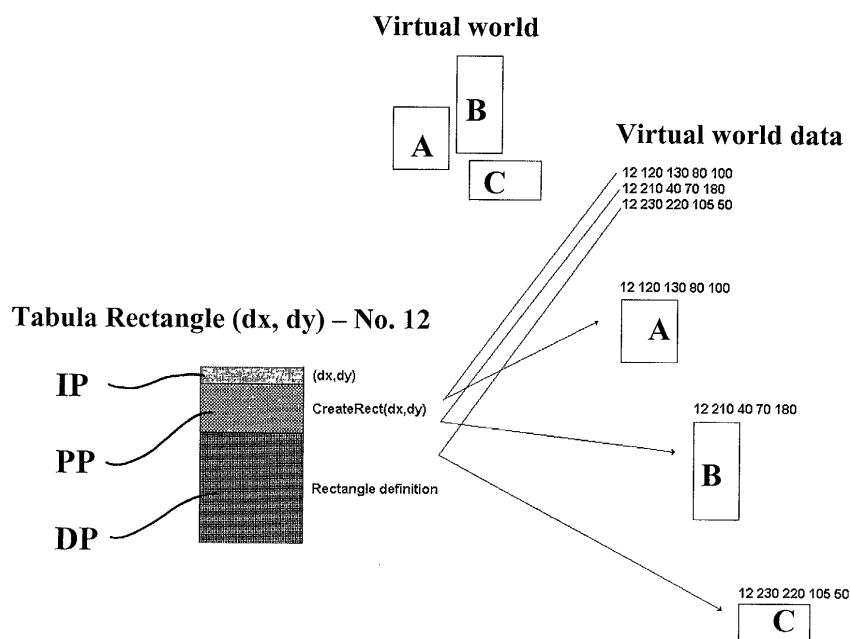 Virtual world
B
A
C
Virtual world data
12 120 130 80 100
12 210 40 70 180
12 230 220 105 50
12 120 130 80 100
A
Tabula Rectangle (dx, dy) – No. 12
IP
(dx,dy)
CreateRect(dx,dy)
PP
12 210 40 70 180
B
Rectangle definition
DP
12 230 220 105 50
C